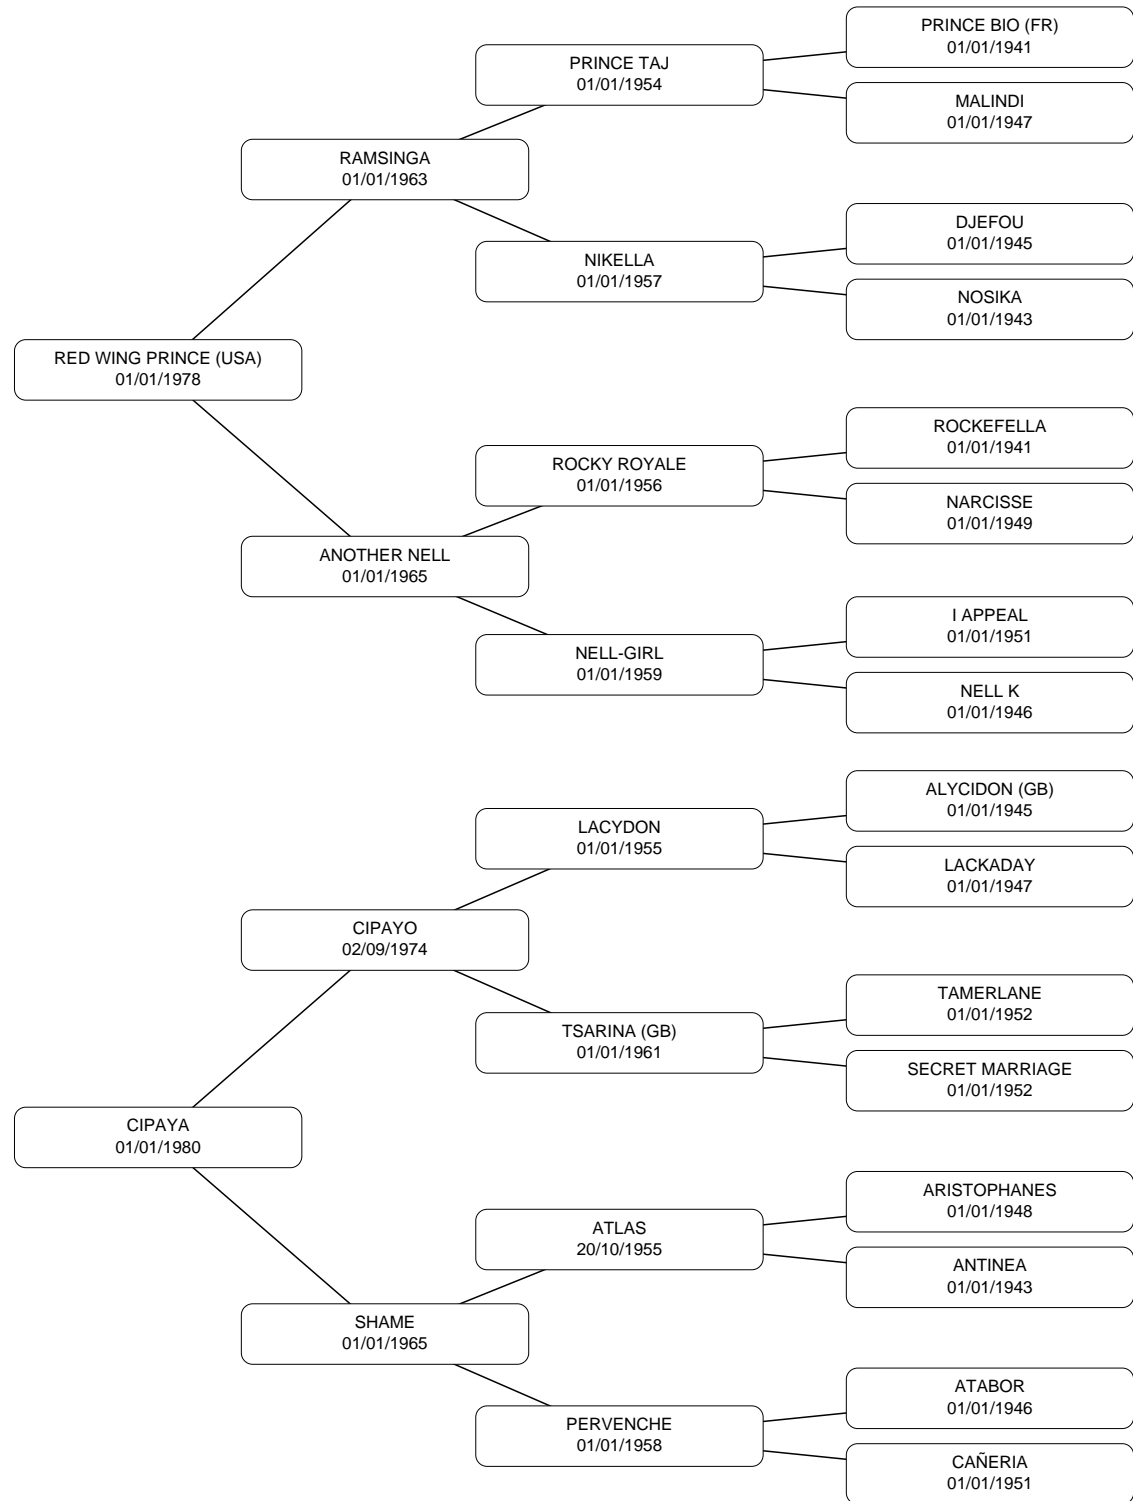 PRINCE BIO (FR)
01/01/1941
PRINCE TAJ
01/01/1954
MALINDI
01/01/1947
RAMSINGA
01/01/1963
DJEFOU
01/01/1945
NIKELLA
01/01/1957
NOSIKA
01/01/1943
RED WING PRINCE (USA)
01/01/1978
ROCKEFELLA
01/01/1941
ROCKY ROYALE
01/01/1956
NARCISSE
01/01/1949
ANOTHER NELL
01/01/1965
I APPEAL
01/01/1951
NELL-GIRL
01/01/1959
NELL K
01/01/1946
ALYCIDON (GB)
01/01/1945
LACYDON
01/01/1955
LACKADAY
01/01/1947
CIPAYO
02/09/1974
TAMERLANE
01/01/1952
TSARINA (GB)
01/01/1961
SECRET MARRIAGE
01/01/1952
CIPAYA
01/01/1980
ARISTOPHANES
01/01/1948
ATLAS
20/10/1955
ANTINEA
01/01/1943
SHAME
01/01/1965
ATABOR
01/01/1946
PERVENCHE
01/01/1958
CAÑERIA
01/01/1951